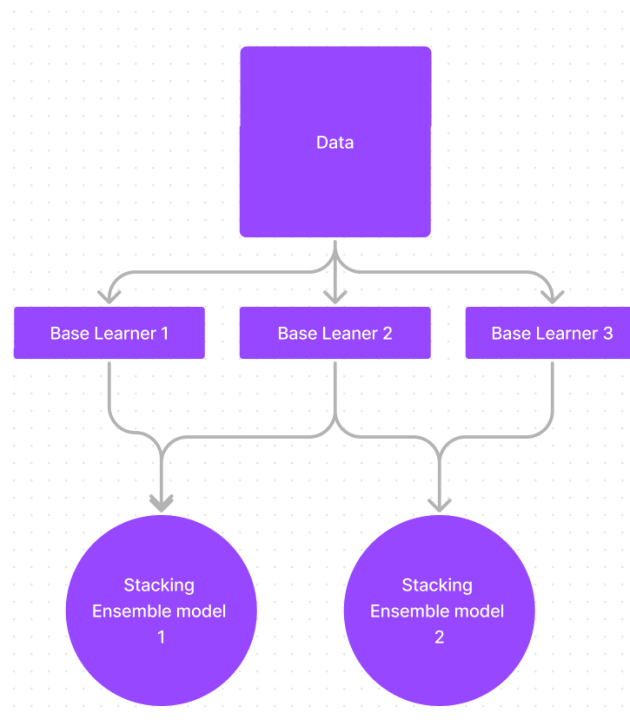 Data
Base Learner 1
Base Leaner 2
Base Learner 3
Stacking
Ensemble model
1
Stacking
Ensemble model
2